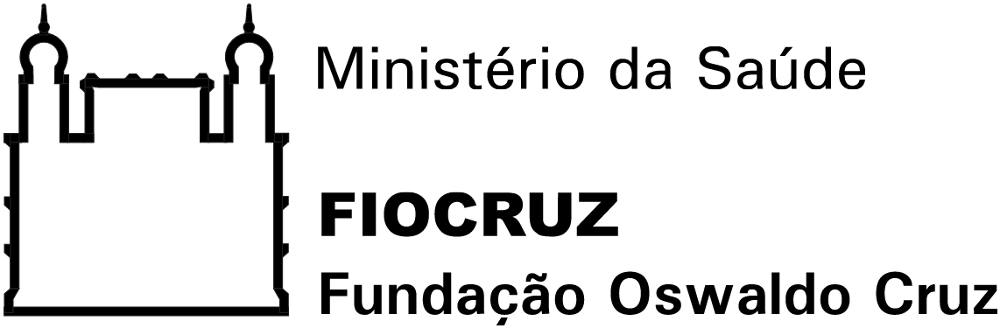 Ministério da Saúde
FIOCRUZ
Fundação Oswaldo Cruz